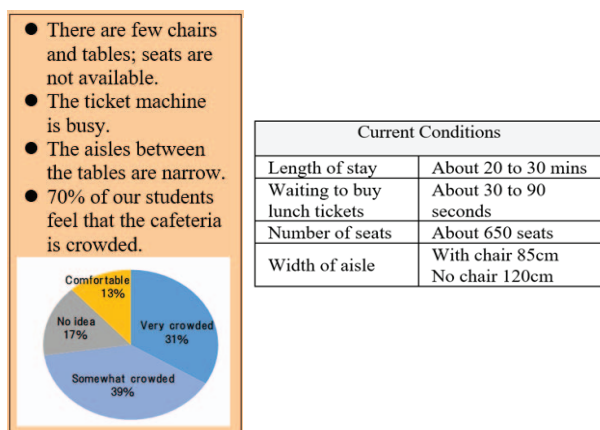 ● There are few chairs
and tables; seats are
not available.
● The ticket machine
is busy.
● The aisles between
the tables are narrow.
● 70% of our students
feel that the cafeteria
is crowded.
Comfortable
13%
No idea
17%
Very crowded
31%
Somewhat crowded
39%
Current Conditions
Length of stay About 20 to 30 mins
Waiting to buy About 30 to 90
lunch tickets seconds
Number of seats About 650 seats
Width of aisle With chair 85cm
No chair 120cm